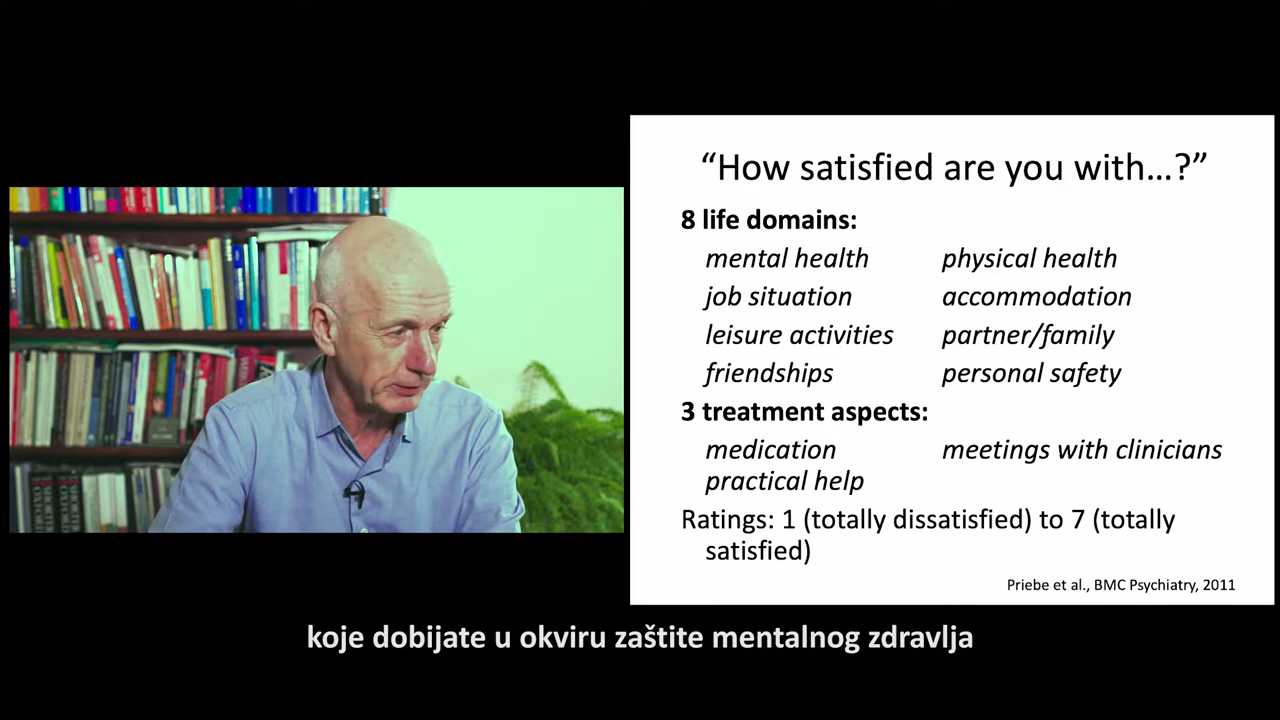 “How satisfied are you with…?”
8 life domains:
mental health physical health
job situation accommodation
leisure activities partner/family
friendships personal safety
3 treatment aspects:
medication meetings with clinicians
practical help
Ratings: 1 (totally dissatisfied) to 7 (totally
satisfied)
Priebe et al., BMC Psychiatry, 2011
koje dobijate u okviru zaštite mentalnog zdravlja